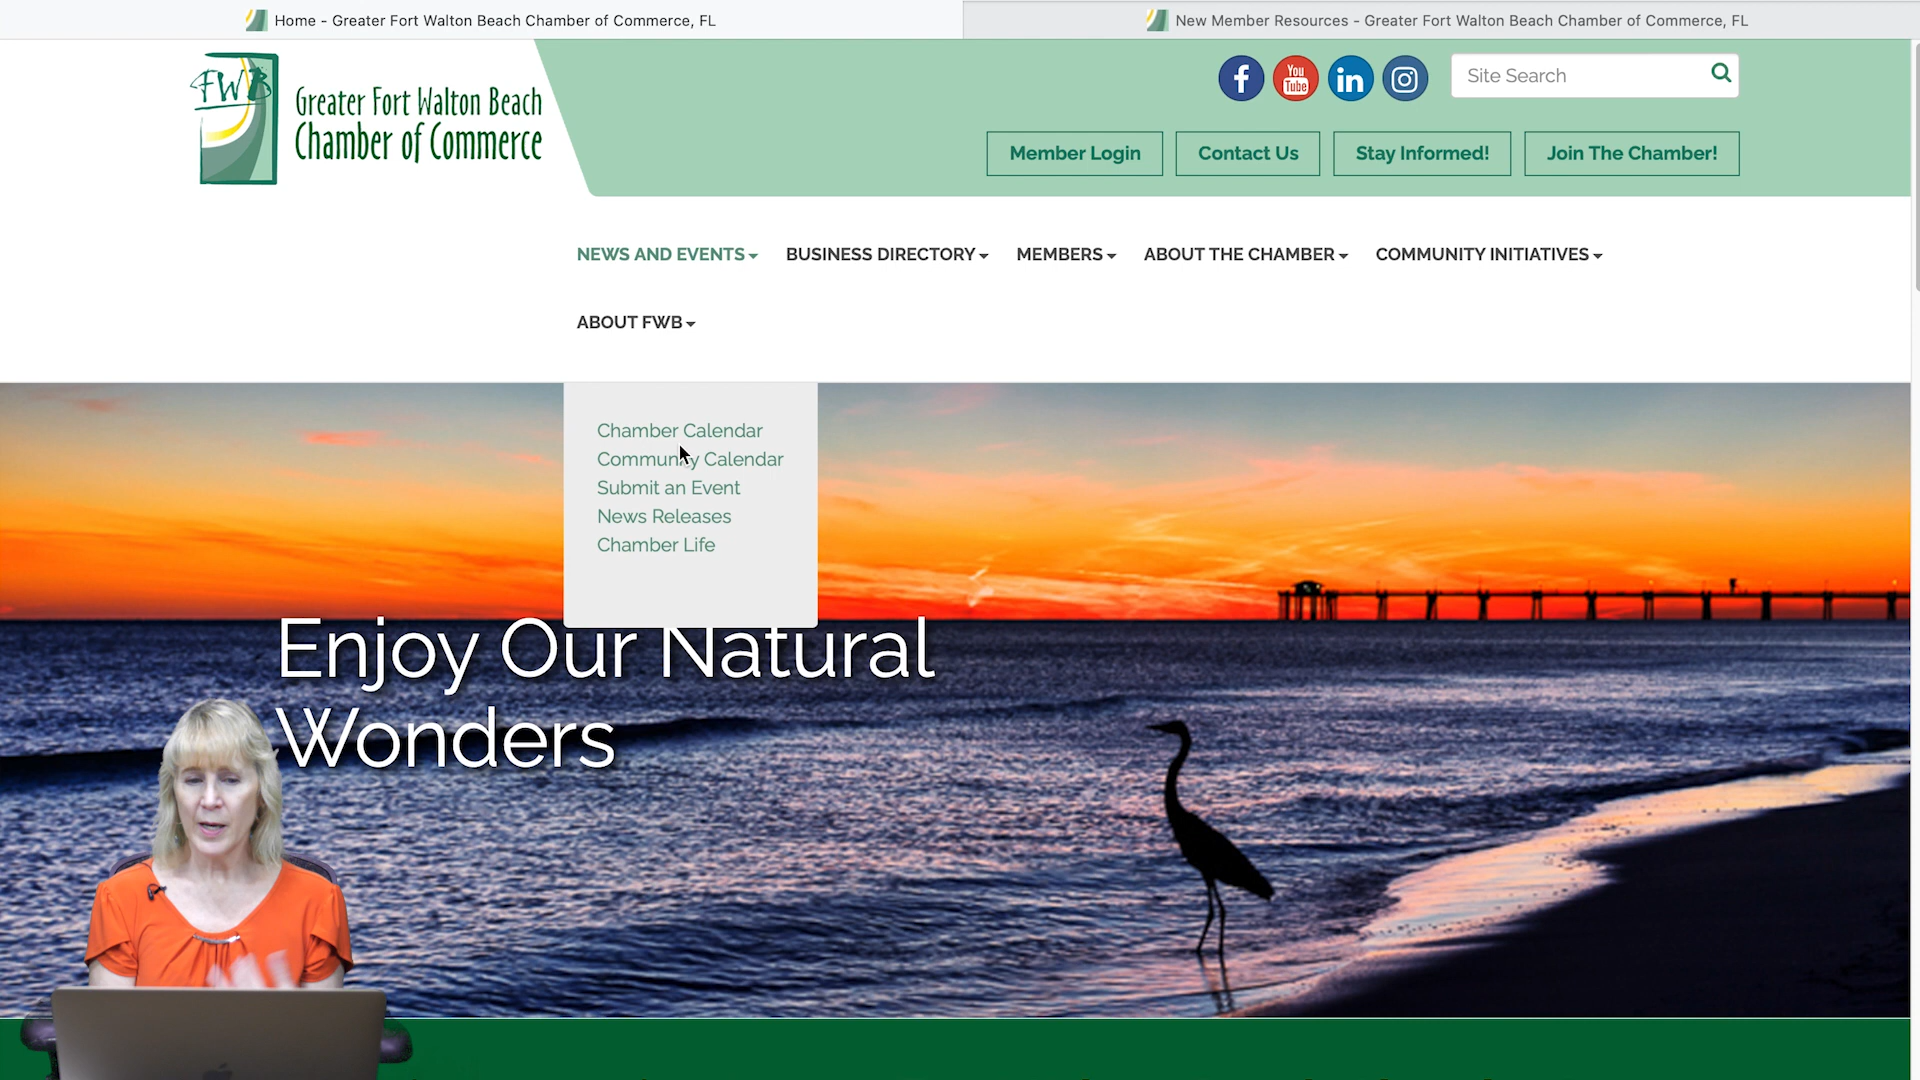 Home - Greater Fort Walton Beach Chamber of Commerce, FL
New Member Resources - Greater Fort Walton Beach Chamber of Commerce, FL
FWB
Greater Fort Walton Beach
Chamber of Commerce
You
Tube
in
Site Search
Member Login
Contact Us
Stay Informed!
Join The Chamber!
NEWS AND EVENTS
BUSINESS DIRECTORY
MEMBERS
ABOUT THE CHAMBER
COMMUNITY INITIATIVES
ABOUT FWB
Chamber Calendar
Community Calendar
Submit an Event
News Releases
Chamber Life
Enjoy Our Natural
Wonders